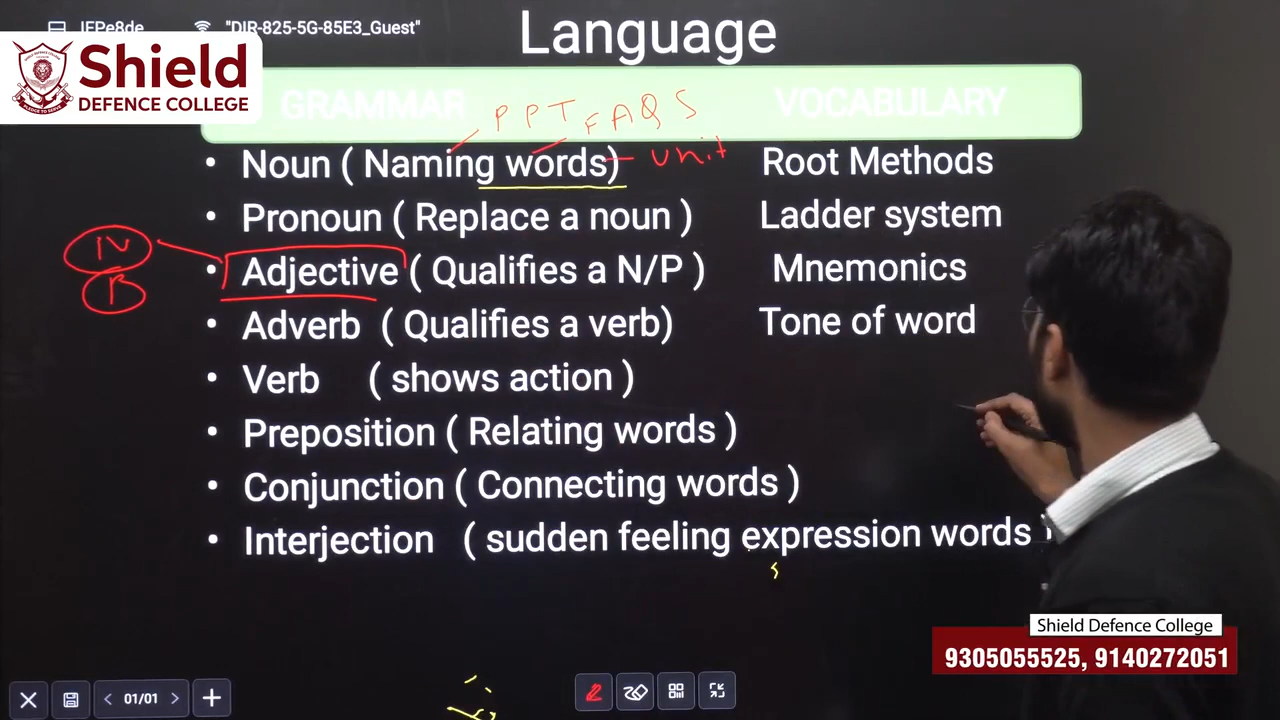 "DIR-825-5G-85E3_Guest"
Language
Shield
DEFENCE COLLEGE
GRAMMAR
VOCABULARY
P P T FAQS
• Noun ( Naming words) unit
Root Methods
• Pronoun ( Replace a noun )
Ladder system
IV
• Adjective ( Qualifies a N/P )
Mnemonics
B
• Adverb ( Qualifies a verb)
Tone of word
• Verb ( shows action )
• Preposition ( Relating words )
• Conjunction ( Connecting words )
• Interjection ( sudden feeling expression words
Shield Defence College
9305055525, 9140272051
01/01